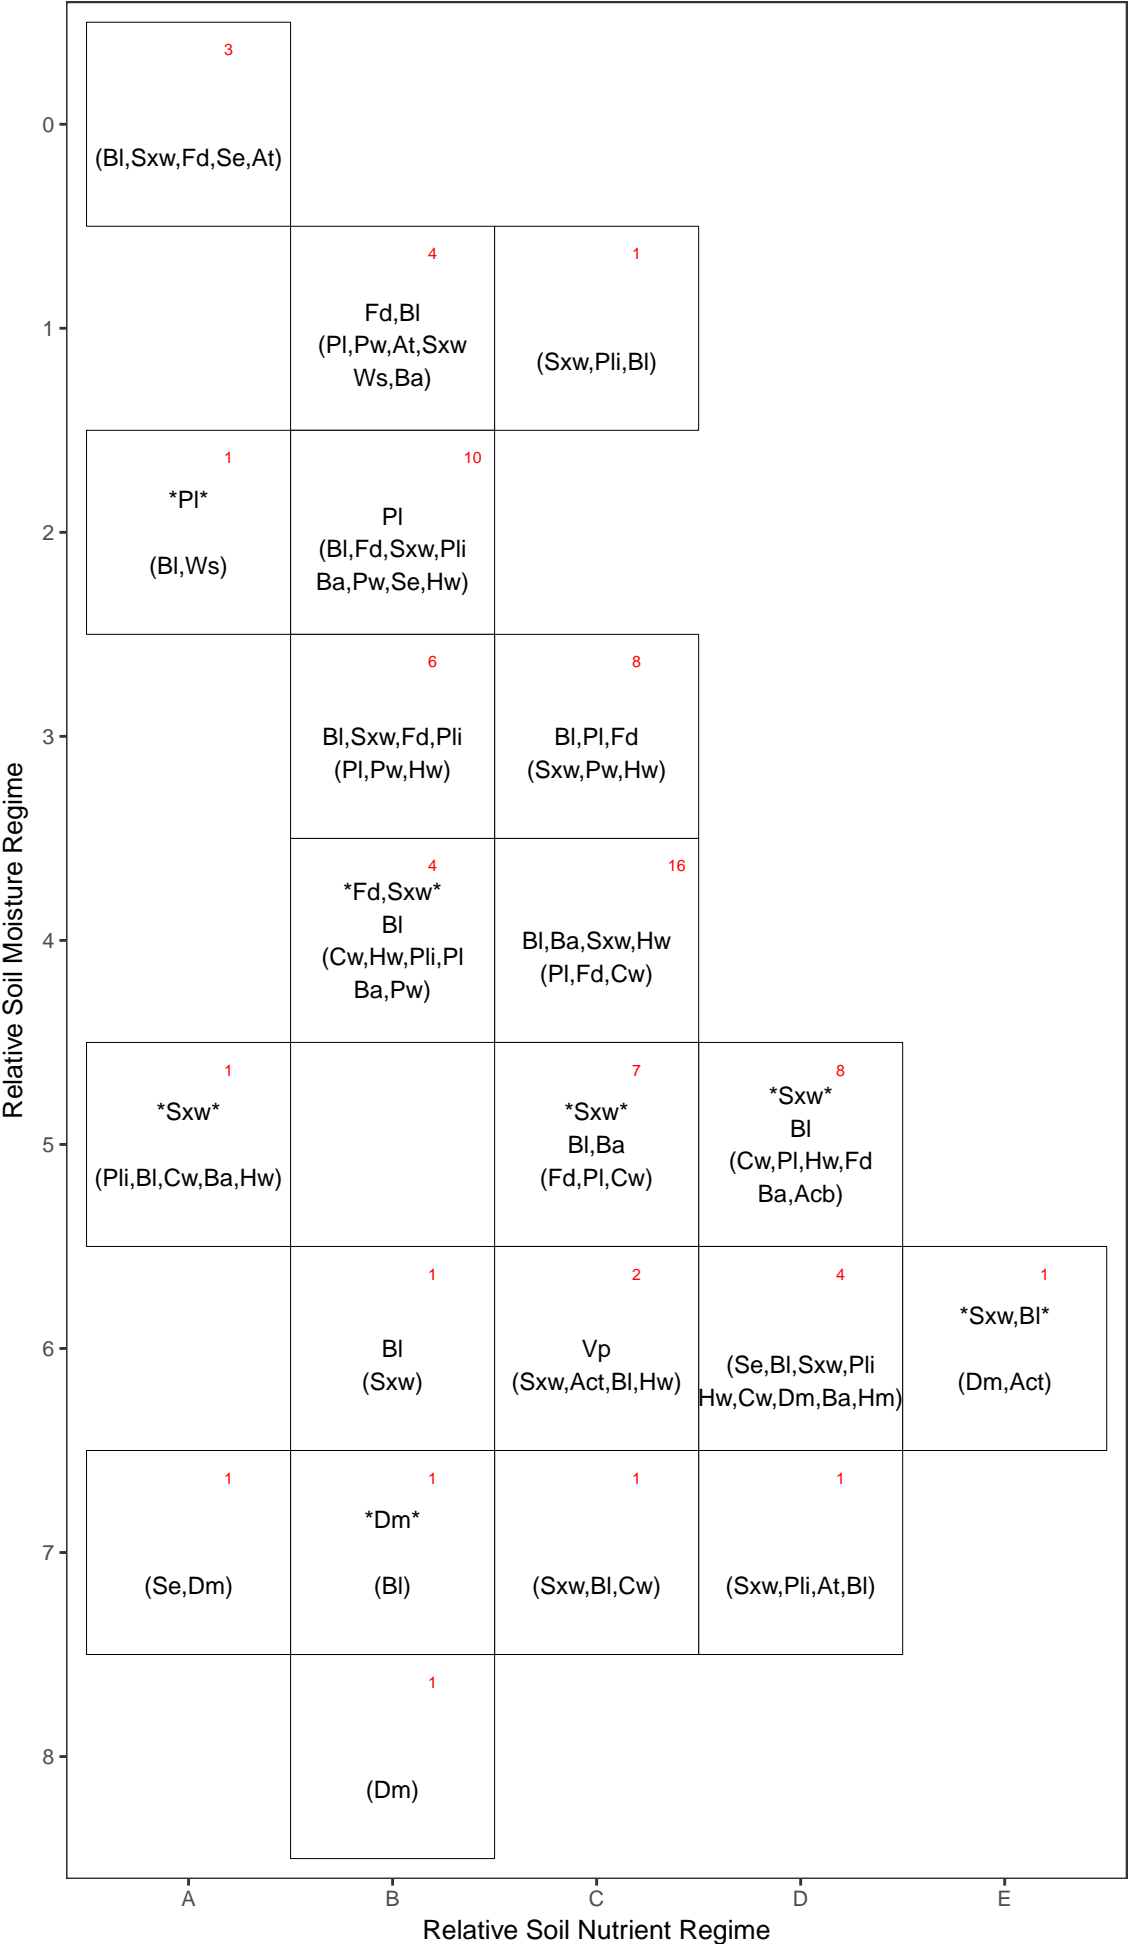 3
0
(Bl,Sxw,Fd,Se,At)
4
1
Fd,Bl
(Pl,Pw,At,Sxw
Ws,Ba)
1
(Sxw,Pli,Bl)
1
*Pl*
2
(Bl,Ws)
10
Pl
(Bl,Fd,Sxw,Pli
Ba,Pw,Se,Hw)
6
3
Bl,Sxw,Fd,Pli
(Pl,Pw,Hw)
8
Bl,Pl,Fd
(Sxw,Pw,Hw)
Relative Soil Moisture Regime
4
4
*Fd,Sxw*
Bl
(Cw,Hw,Pli,Pl
Ba,Pw)
16
Bl,Ba,Sxw,Hw
(Pl,Fd,Cw)
1
*Sxw*
5
(Pli,Bl,Cw,Ba,Hw)
7
*Sxw*
Bl,Ba
(Fd,Pl,Cw)
8
*Sxw*
Bl
(Cw,Pl,Hw,Fd
Ba,Acb)
6
1
Bl
(Sxw)
2
Vp
(Sxw,Act,Bl,Hw)
4
(Se,Bl,Sxw,Pli
Hw,Cw,Dm,Ba,Hm)
1
*Sxw,Bl*
(Dm,Act)
1
7
(Se,Dm)
1
*Dm*
(Bl)
1
(Sxw,Bl,Cw)
1
(Sxw,Pli,At,Bl)
1
8
(Dm)
A B C D E
Relative Soil Nutrient Regime